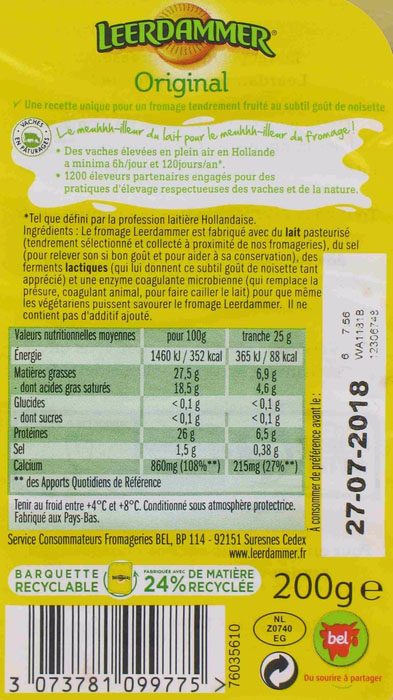 LEERDAMMER®
Original
✓ Une recette unique pour un fromage tendrement fruité au subtil goût de noisette
VACHES EN PATURAGES*
Le meuhhh-illeur du lait pour le meuhhh-illeur du fromage !
• Des vaches élevées en plein air en Hollande
a minima 6h/jour et 120jours/an*.
• 1200 éleveurs partenaires engagés pour des
pratiques d'élevage respectueuses des vaches et de la nature.
*Tel que défini par la profession laitière Hollandaise.
Ingrédients : Le fromage Leerdammer est fabriqué avec du lait pasteurisé
(tendrement sélectionné et collecté à proximité de nos fromageries), du sel
(pour relever son si bon goût et pour aider à sa conservation), des
ferments lactiques (qui lui donnent ce subtil goût de noisette tant
apprécié) et une enzyme coagulante microbienne (qui remplace la
présure, coagulant animal, pour faire cailler le lait) pour que même
les végétariens puissent savourer le fromage Leerdammer. Il ne
contient pas d'additif ajouté.
Valeurs nutritionnelles moyennes pour 100g tranche 25 g
Energie 1460 kJ / 352 kcal 365 kJ / 88 kcal
Matières grasses 27,5 g 6,9 g
- dont acides gras saturés 18,5 g 4,6 g
Glucides <0,1 g <0,1 g
- dont sucres <0,1 g <0,1 g
Protéines 26 g 6,5 g
Sel 1,5 g 0,38 g
Calcium 860mg (108%**) 215mg (27%**)
** des Apports Quotidiens de Référence
Tenir au froid entre +4°C et +8°C. Conditionné sous atmosphère protectrice.
Fabriqué aux Pays-Bas.
A consommer de préférence avant le :
27-07-2018
6 7 56
WA1131B
12306748
Service Consommateurs Fromageries BEL, BP 114 - 92151 Suresnes Cedex
www.leerdammer.fr
BARQUETTE
RECYCLABLE
FABRIQUÉE AVEC DE MATIÈRE
24% RECYCLÉE
200g e
3 073781 099775 >
76035610
NL
Z0740
EG
bel
Du sourire à partager